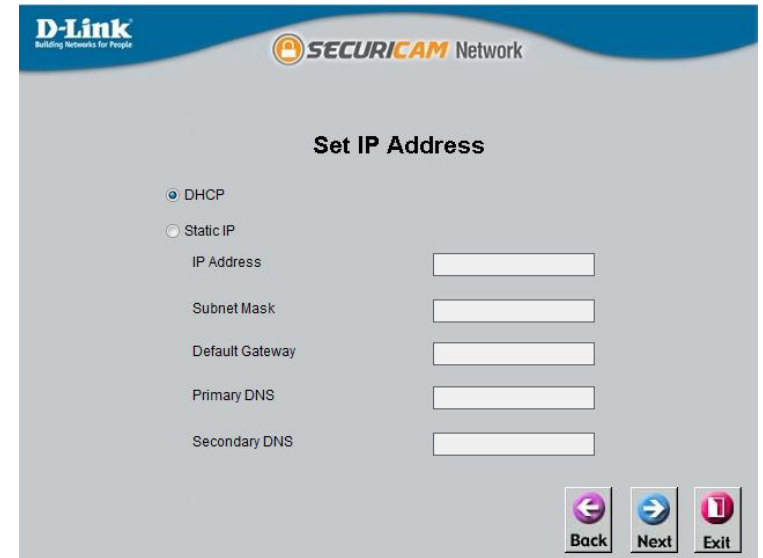 D-Link
Building Networks for People
SECURICAM Network
Set IP Address
DHCP
Static IP
IP Address
Subnet Mask
Default Gateway
Primary DNS
Secondary DNS
Back
Next
Exit